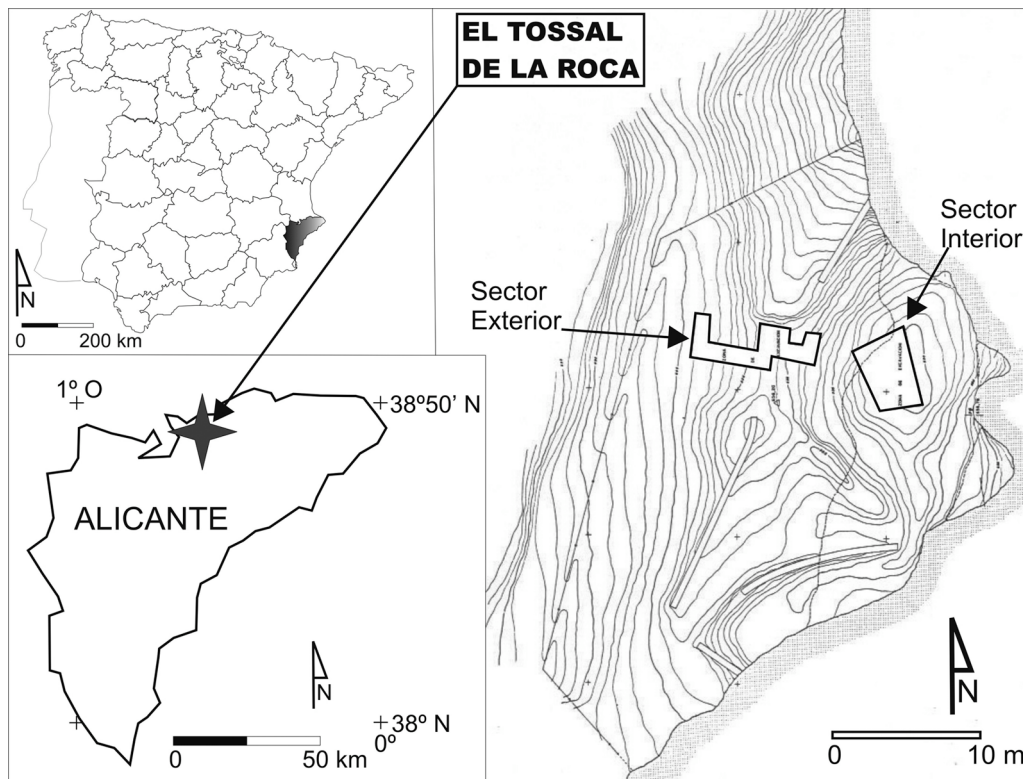 EL TOSSAL
DE LA ROCA
N
0 200 km
1º O
38º50’ N
ALICANTE
N
38º N
0º
0 50 km
Sector
Interior
Sector
Exterior
N
0 10 m